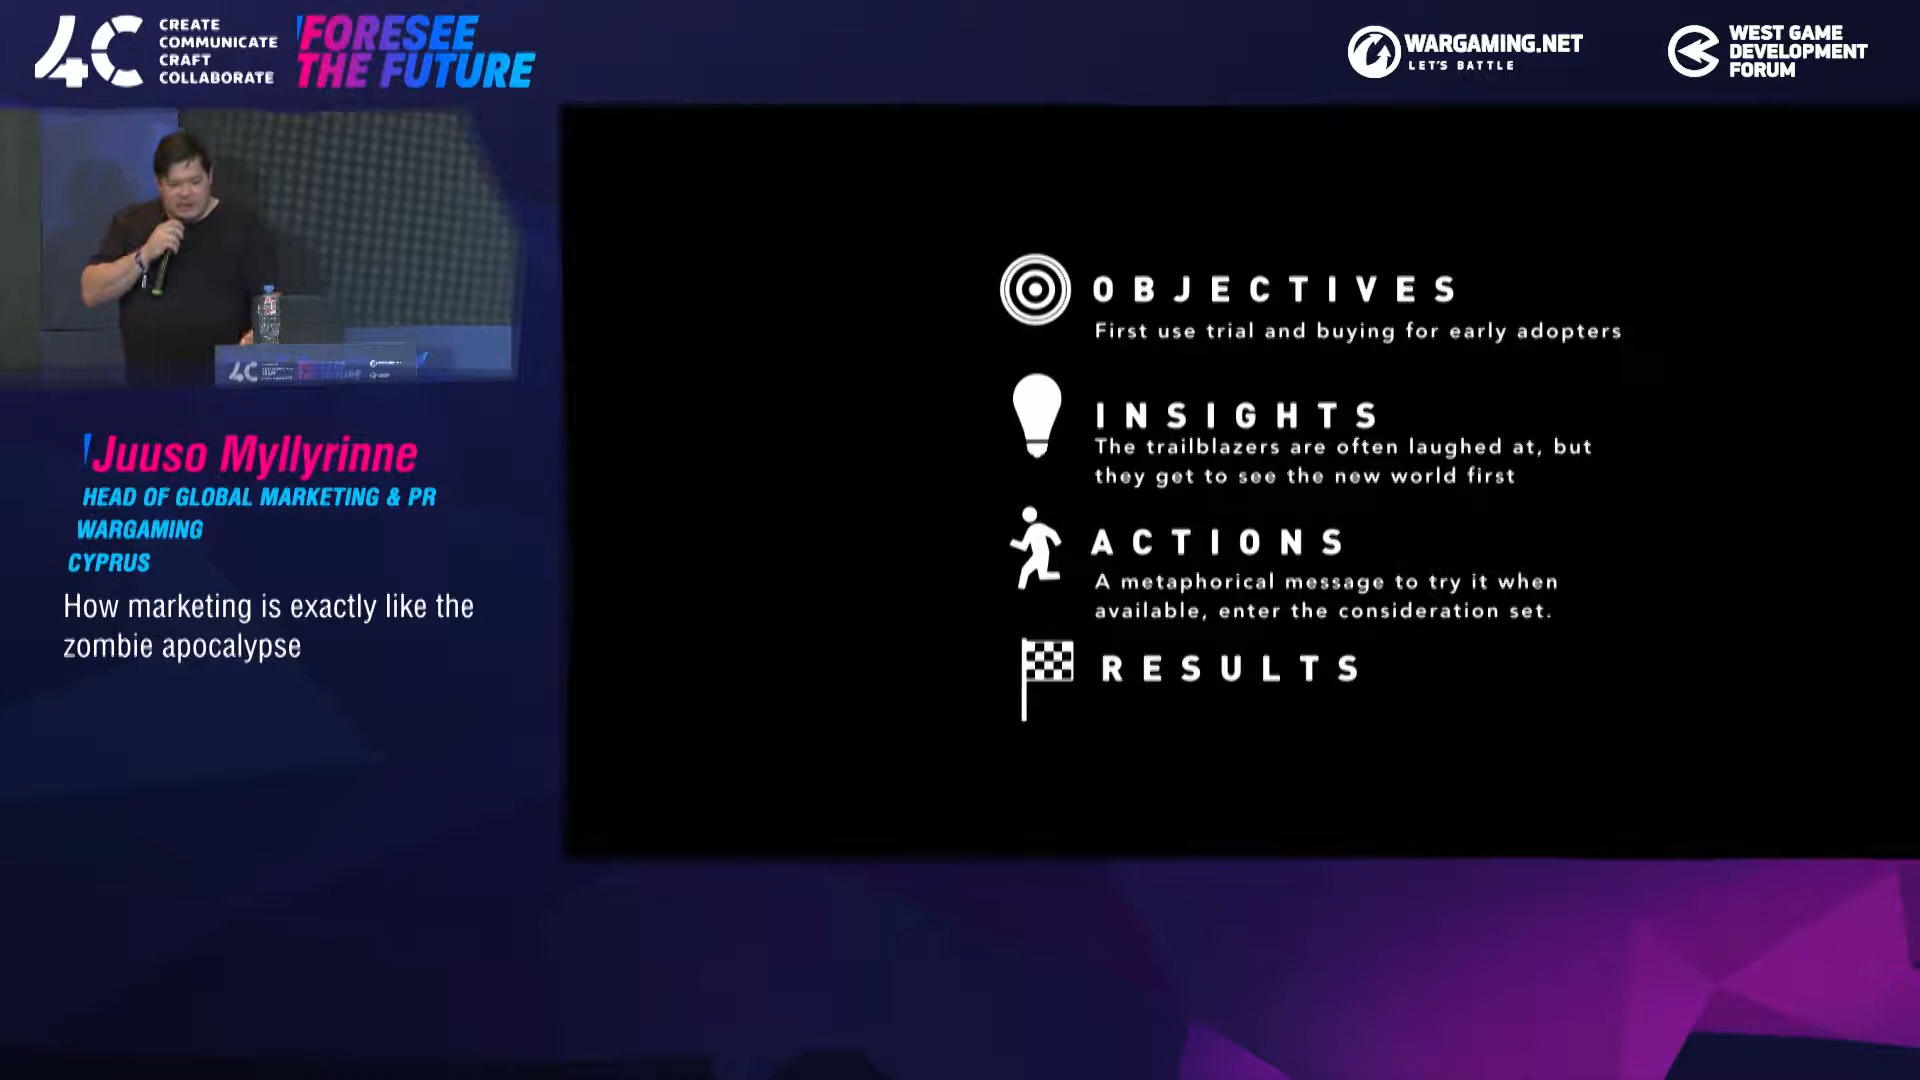 4C
CREATE
COMMUNICATE
CRAFT
COLLABORATE
FORESEE
THE FUTURE
WARGAMING.NET
LET'S BATTLE
WEST GAME
DEVELOPMENT
FORUM
Juuso Myllyrinne
HEAD OF GLOBAL MARKETING & PR
WARGAMING
CYPRUS
How marketing is exactly like the
zombie apocalypse
OBJECTIVES
First use trial and buying for early adopters
INSIGHTS
The trailblazers are often laughed at, but
they get to see the new world first
ACTIONS
A metaphorical message to try it when
available, enter the consideration set.
RESULTS
4C